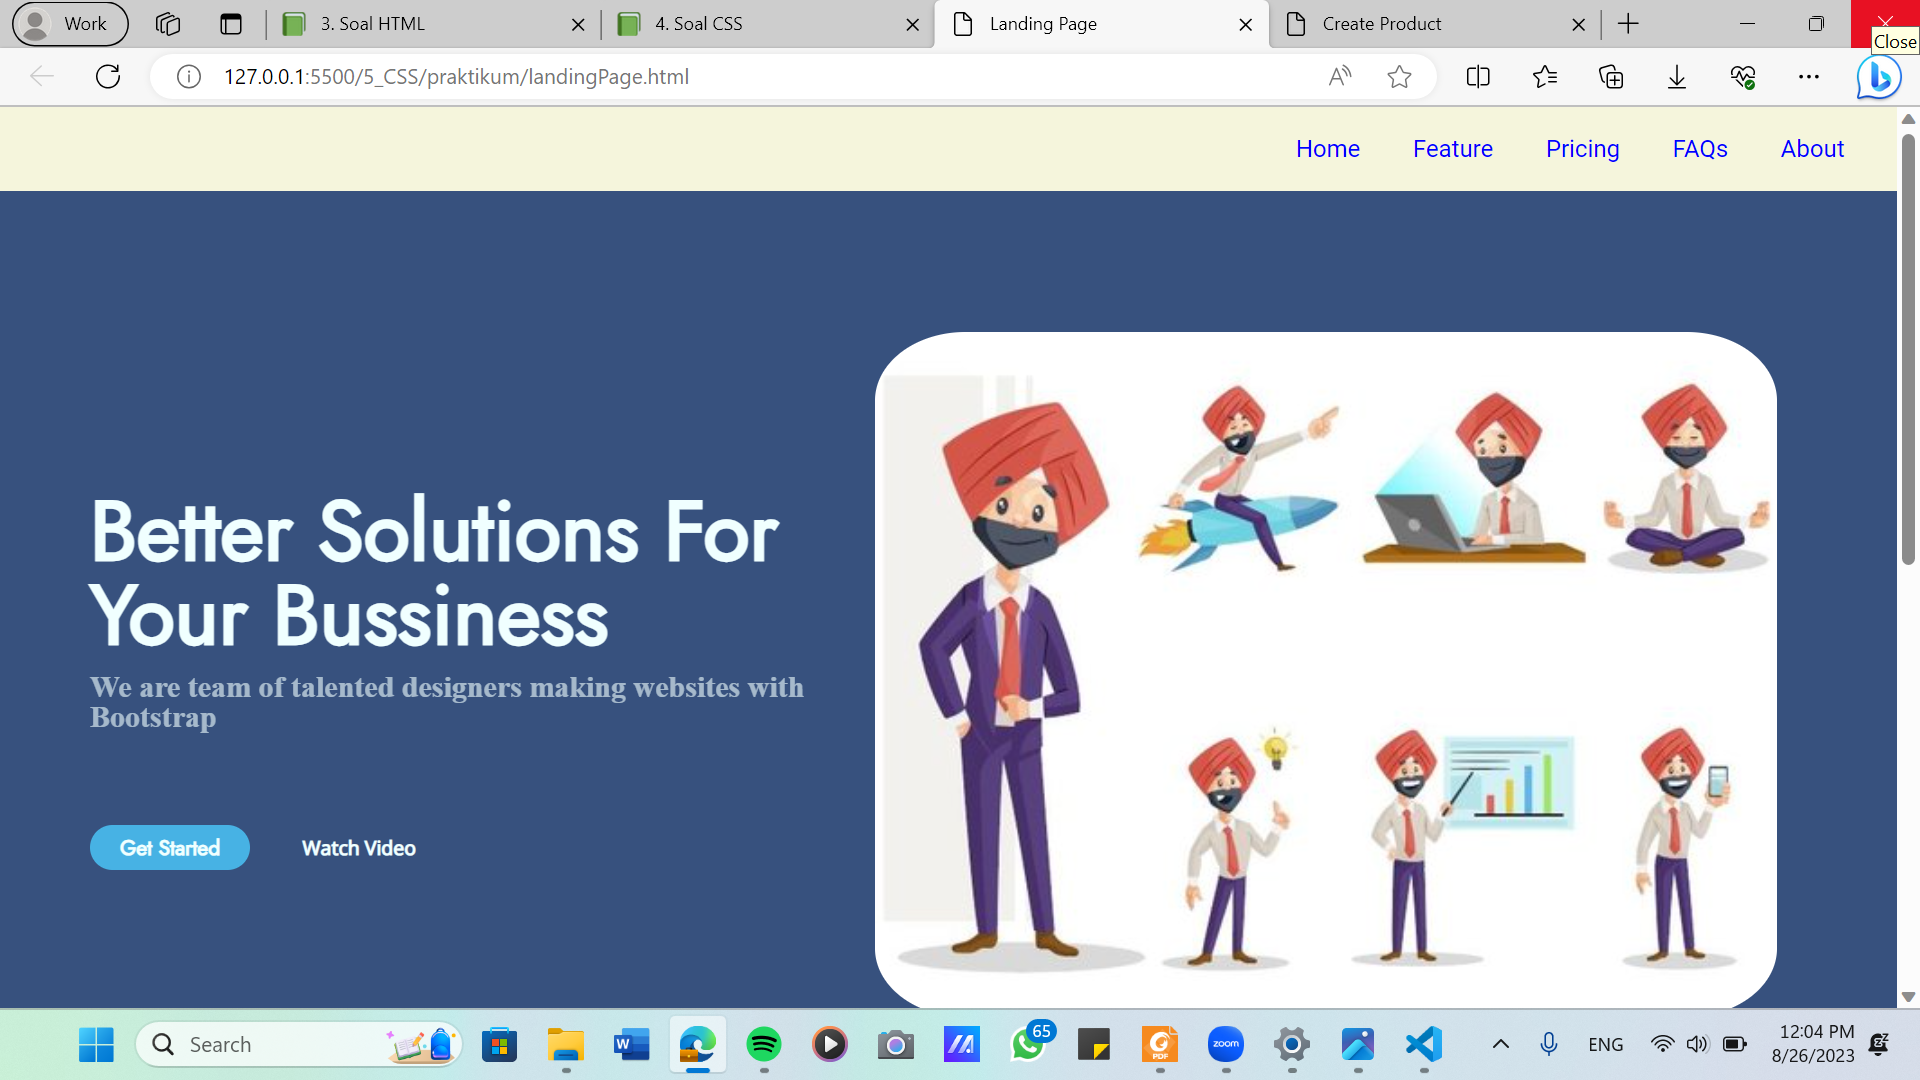 Work
3. Soal HTML
4. Soal CSS
Landing Page
Create Product
Close
127.0.0.1:5500/5_CSS/praktikum/landingPage.html
Home
Feature
Pricing
FAQs
About
Better Solutions For
Your Bussiness
We are team of talented designers making websites with
Bootstrap
Get Started
Watch Video
Search
W
65
PDF
zoom
ENG
12:04 PM
8/26/2023